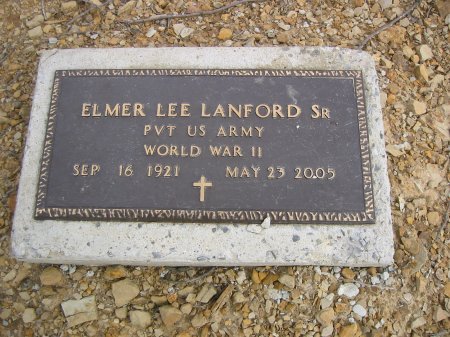 ELMER LEE LANFORD SR
PVT US ARMY
WORLD WAR II
SEP 16 1921 MAY 23 2005